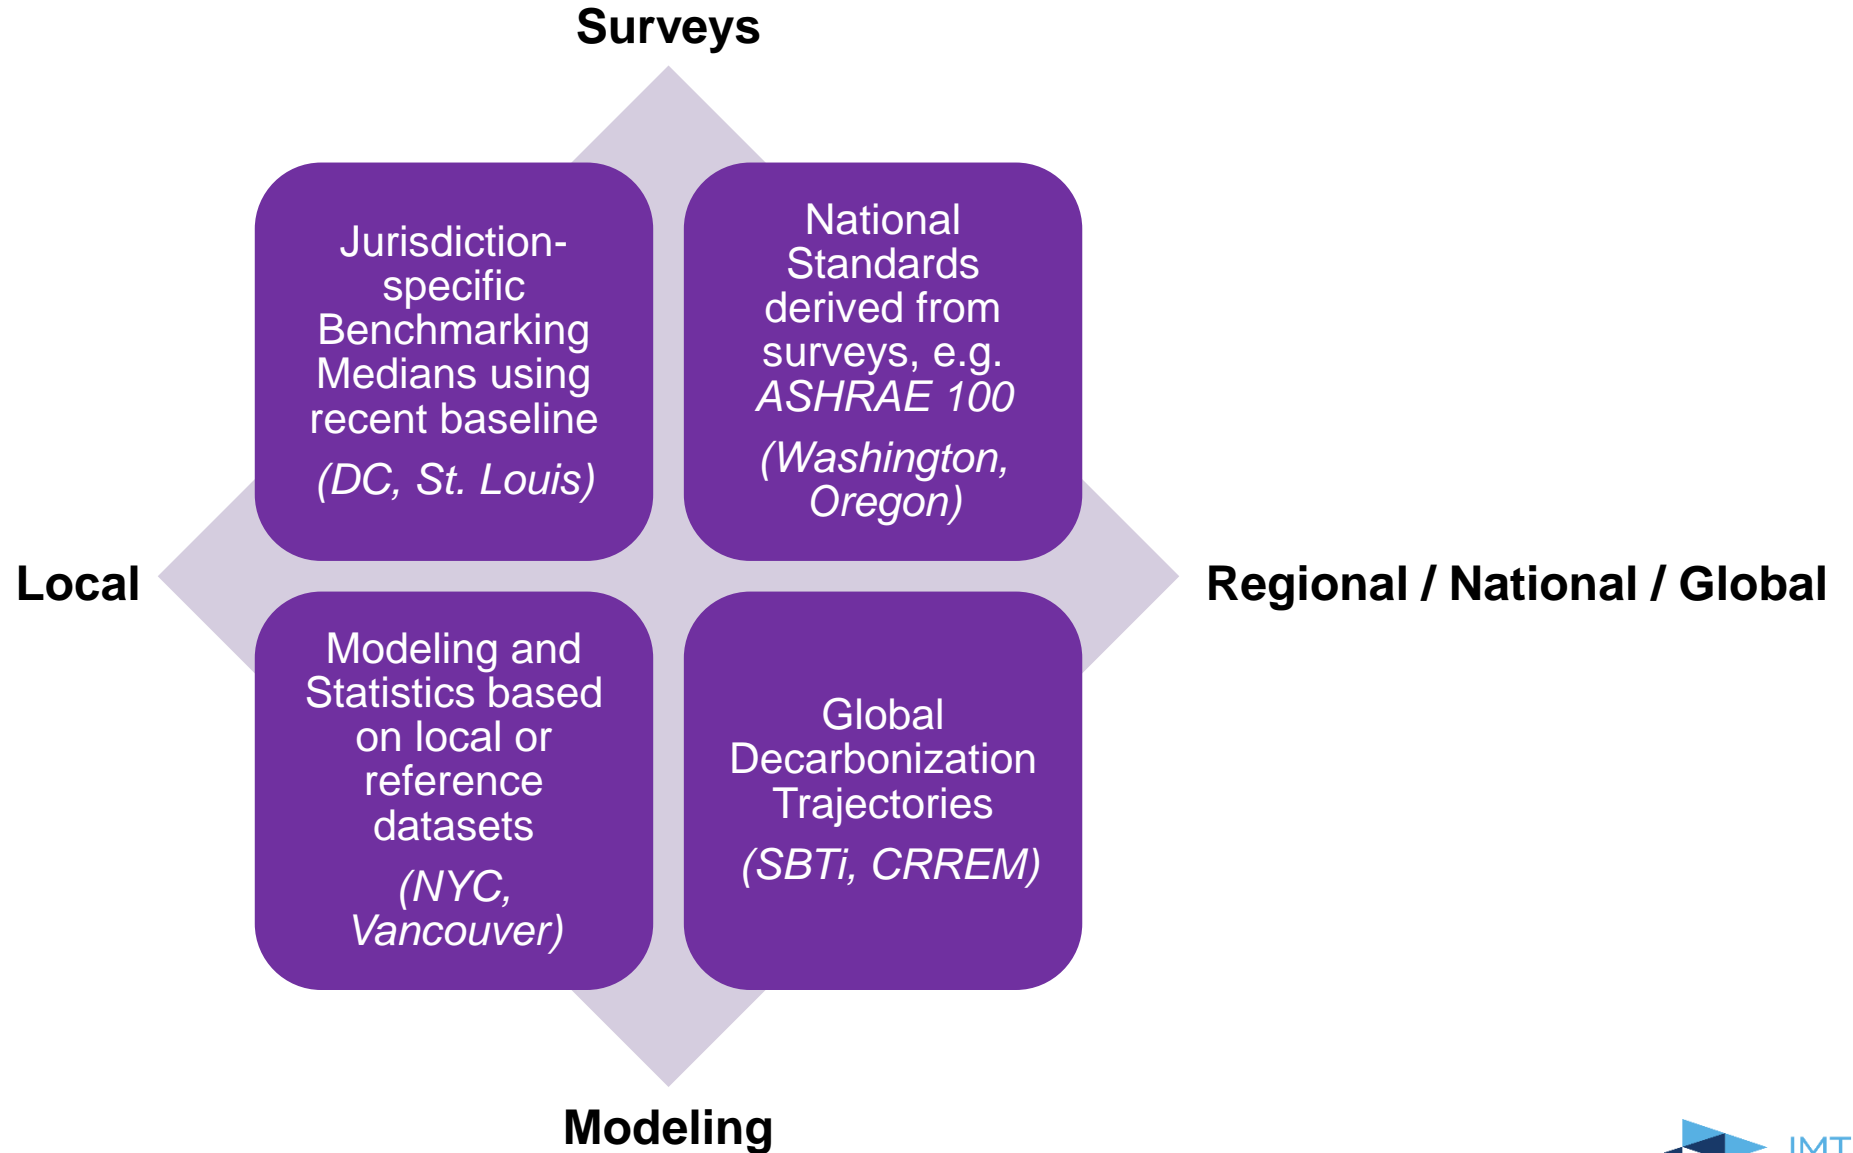 Surveys
Jurisdiction-
specific
Benchmarking
Medians using
recent baseline
(DC, St. Louis)
National
Standards
derived from
surveys, e.g.
ASHRAE 100
(Washington,
Oregon)
Local
Regional / National / Global
Modeling and
Statistics based
on local or
reference
datasets
(NYC,
Vancouver)
Global
Decarbonization
Trajectories
(SBTi, CRREM)
Modeling
IMT